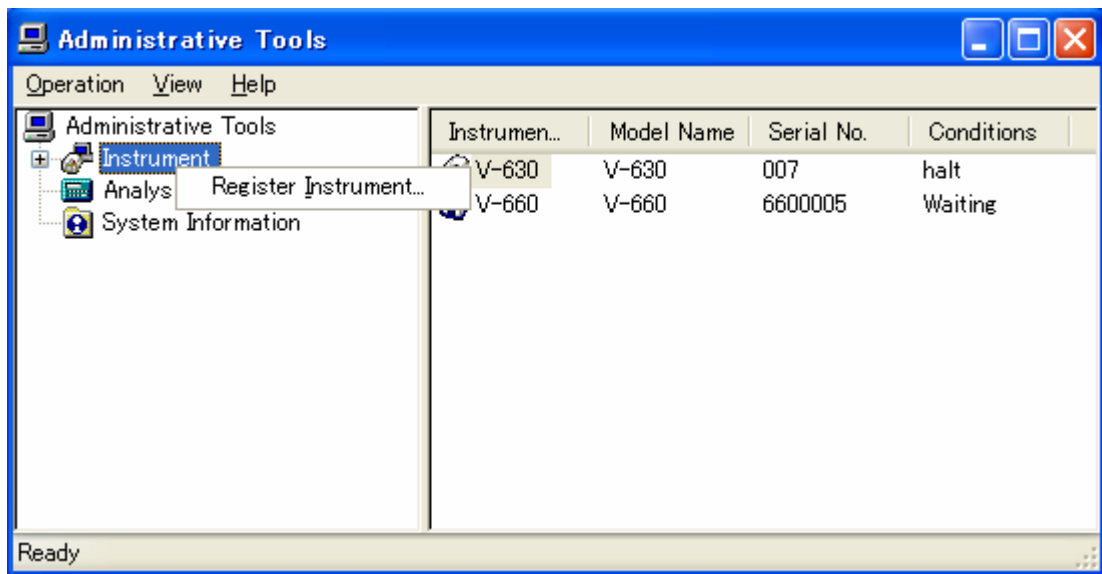 Administrative Tools
Operation View Help
Administrative Tools
Instrument
Analys
System Information
Register Instrument...
Instrumen... Model Name Serial No. Conditions
V-630 V-630 007 halt
V-660 V-660 6600005 Waiting
Ready